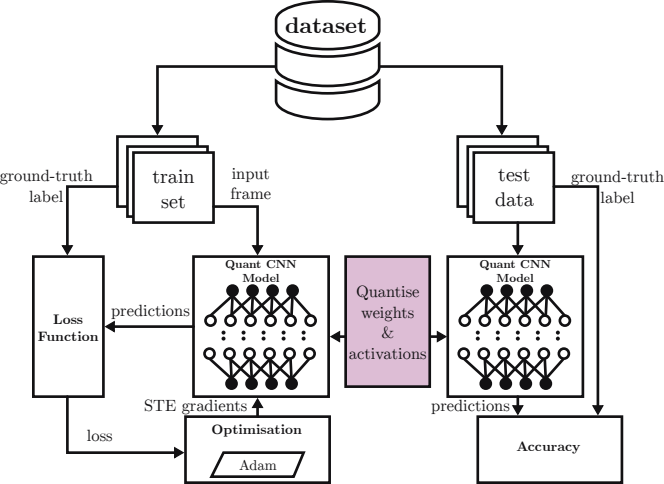 dataset
train
set
test
data
ground-truth
label
input
frame
ground-truth
label
Quant CNN
Model
Quantise
weights
&
activations
Quant CNN
Model
Loss
Function
predictions
STE gradients
predictions
loss
Optimisation
Adam
Accuracy